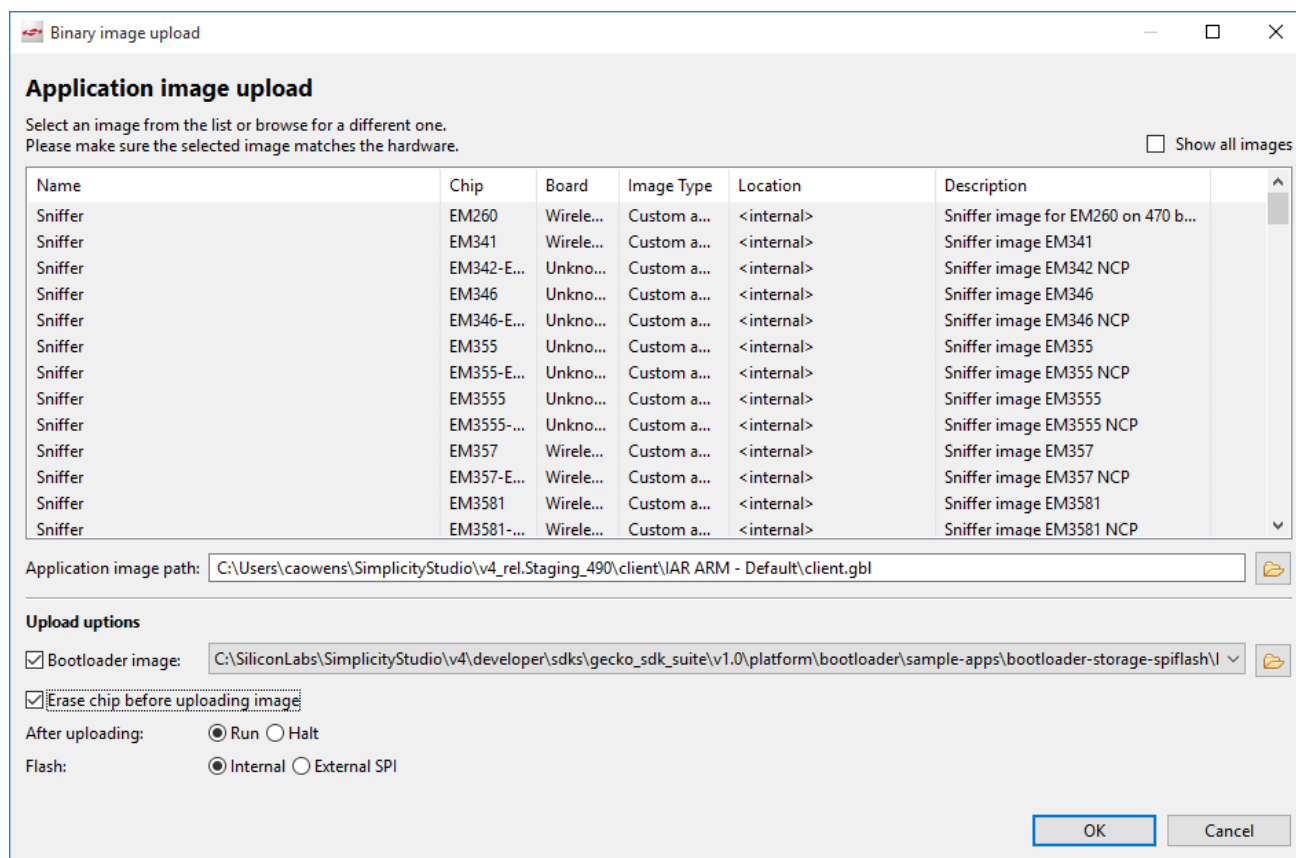 Binary image upload
Application image upload
Select an image from the list or browse for a different one.
Please make sure the selected image matches the hardware.
Show all images
Name Chip Board Image Type Location Description
Sniffer EM260 Wirele... Custom a... <internal> Sniffer image for EM260 on 470 b...
Sniffer EM341 Wirele... Custom a... <internal> Sniffer image EM341
Sniffer EM342-E... Unkno... Custom a... <internal> Sniffer image EM342 NCP
Sniffer EM346 Unkno... Custom a... <internal> Sniffer image EM346
Sniffer EM346-E... Unkno... Custom a... <internal> Sniffer image EM346 NCP
Sniffer EM355 Unkno... Custom a... <internal> Sniffer image EM355
Sniffer EM355-E... Unkno... Custom a... <internal> Sniffer image EM355 NCP
Sniffer EM3555 Unkno... Custom a... <internal> Sniffer image EM3555
Sniffer EM3555-... Unkno... Custom a... <internal> Sniffer image EM3555 NCP
Sniffer EM357 Wirele... Custom a... <internal> Sniffer image EM357
Sniffer EM357-E... Wirele... Custom a... <internal> Sniffer image EM357 NCP
Sniffer EM3581 Wirele... Custom a... <internal> Sniffer image EM3581
Sniffer EM3581-... Wirele... Custom a... <internal> Sniffer image EM3581 NCP
Application image path: C:\Users\caowens\SimplicityStudio\v4_rel.Staging_490\client\IAR ARM - Default\client.gbl
Upload uptions
Bootloader image: C:\SiliconLabs\SimplicityStudio\v4\developer\sdks\gecko_sdk_suite\v1.0\platform\bootloader\sample-apps\bootloader-storage-spiflash\
Erase chip before uploading image
After uploading: Run Halt
Flash: Internal External SPI
OK Cancel